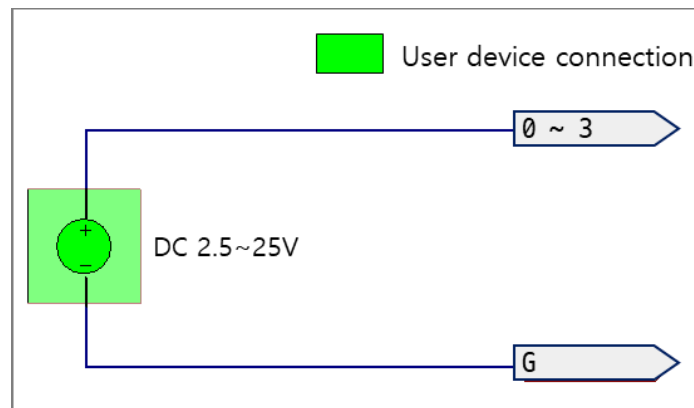 User device connection
0 ~ 3
+
DC 2.5~25V
−
G